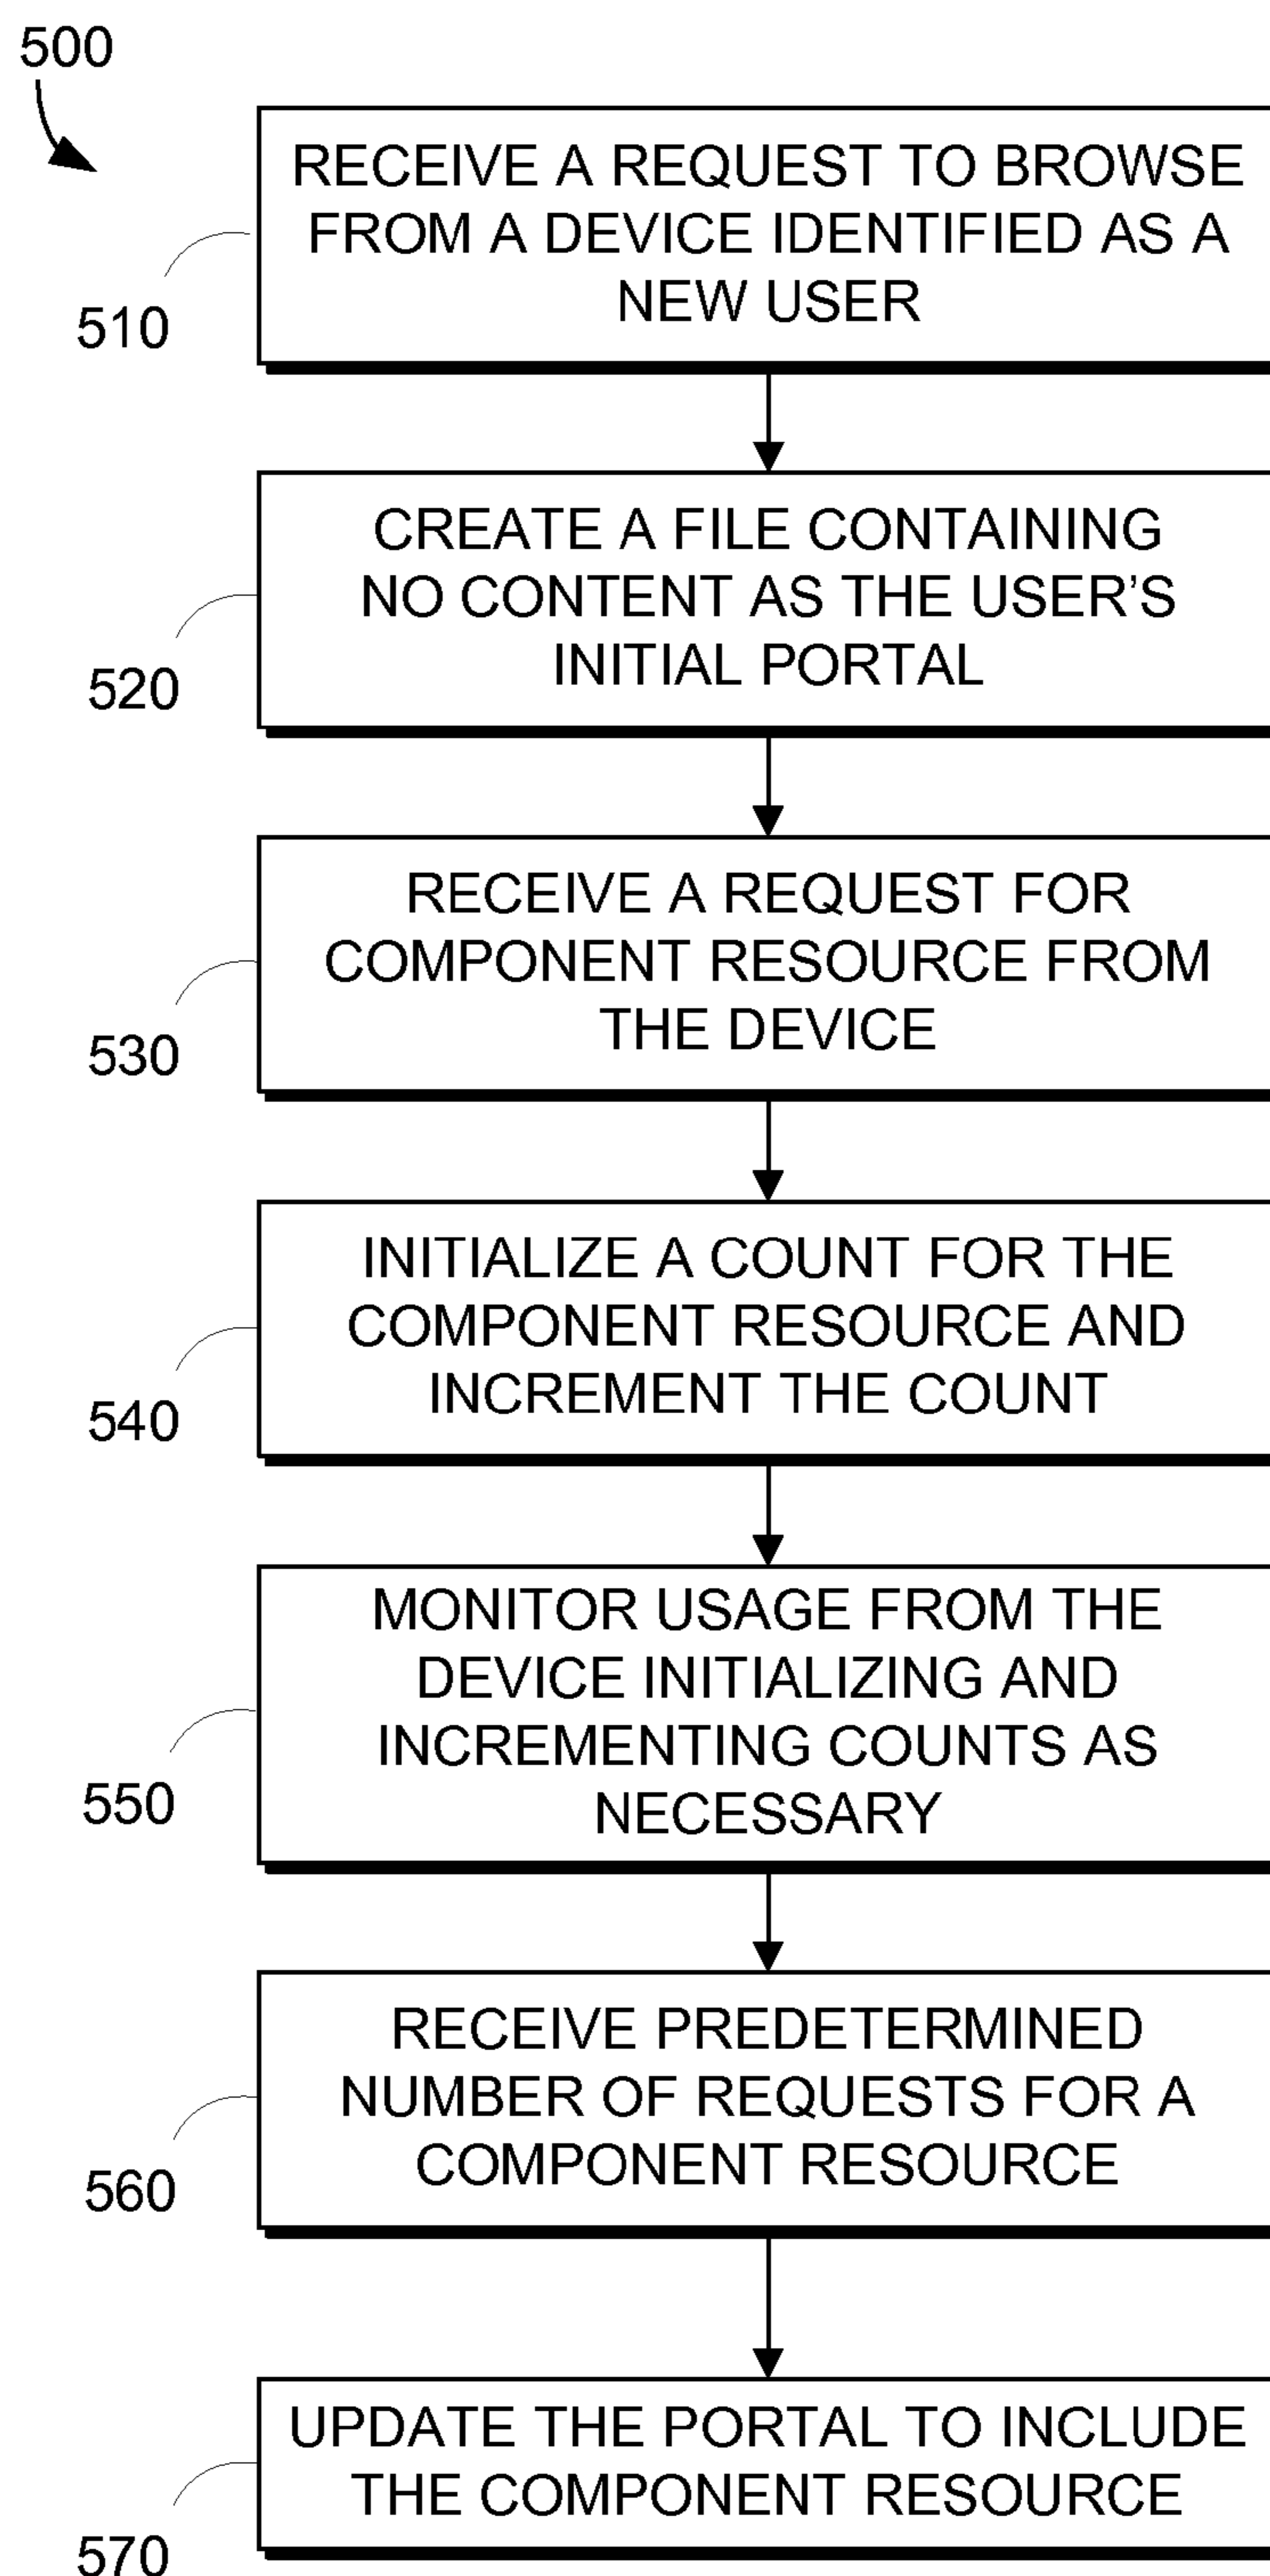 500
RECEIVE A REQUEST TO BROWSE
FROM A DEVICE IDENTIFIED AS A
NEW USER
510
CREATE A FILE CONTAINING
NO CONTENT AS THE USER'S
INITIAL PORTAL
520
RECEIVE A REQUEST FOR
COMPONENT RESOURCE FROM
THE DEVICE
530
INITIALIZE A COUNT FOR THE
COMPONENT RESOURCE AND
INCREMENT THE COUNT
540
MONITOR USAGE FROM THE
DEVICE INITIALIZING AND
INCREMENTING COUNTS AS
NECESSARY
550
RECEIVE PREDETERMINED
NUMBER OF REQUESTS FOR A
COMPONENT RESOURCE
560
UPDATE THE PORTAL TO INCLUDE
THE COMPONENT RESOURCE
570